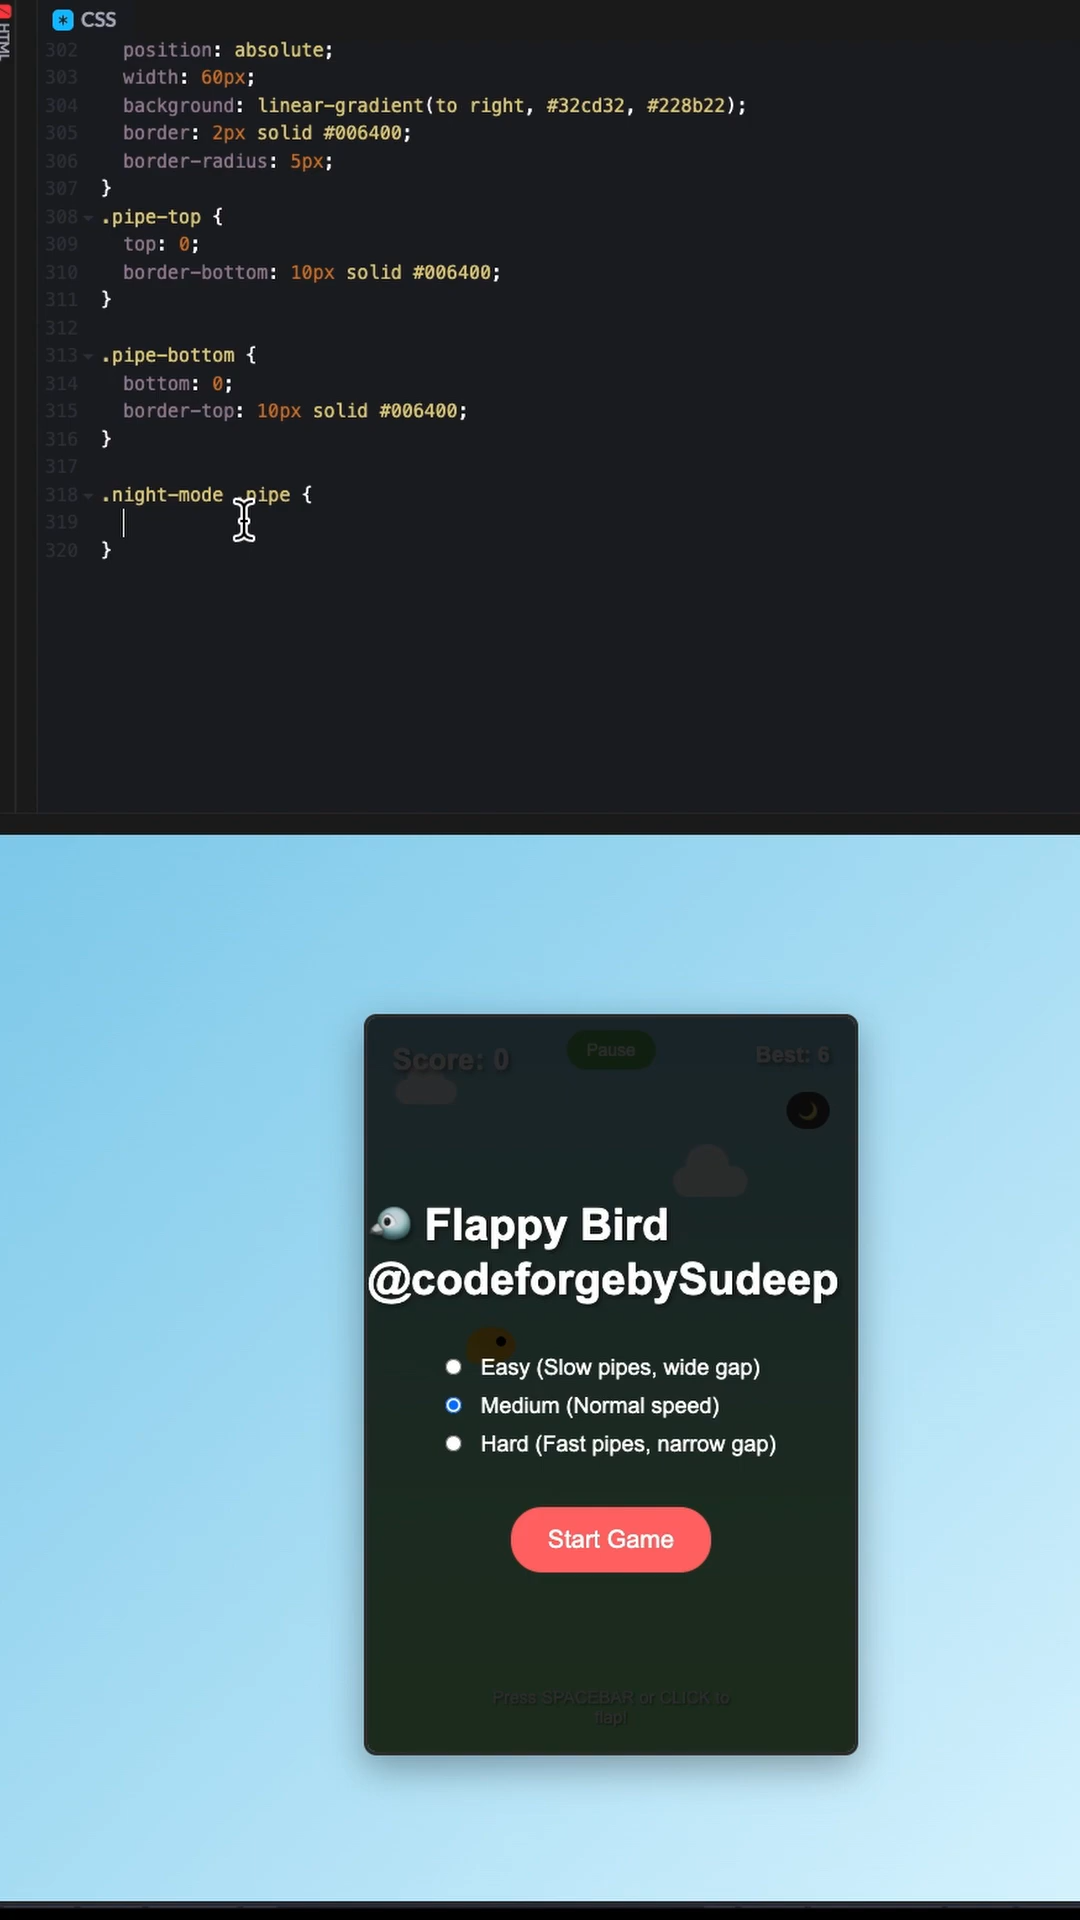 HTML
CSS
302 position: absolute;
303 width: 60px;
304 background: linear-gradient(to right, #32cd32, #228b22);
305 border: 2px solid #006400;
306 border-radius: 5px;
307 }
308 .pipe-top {
309 top: 0;
310 border-bottom: 10px solid #006400;
311 }
312
313 .pipe-bottom {
314 bottom: 0;
315 border-top: 10px solid #006400;
316 }
317
318 .night-mode .pipe {
319
320 }
Score: 0
Pause
Best: 6
Flappy Bird
@codeforgebySudeep
Easy (Slow pipes, wide gap)
Medium (Normal speed)
Hard (Fast pipes, narrow gap)
Start Game
Press SPACEBAR or CLICK to
flap!